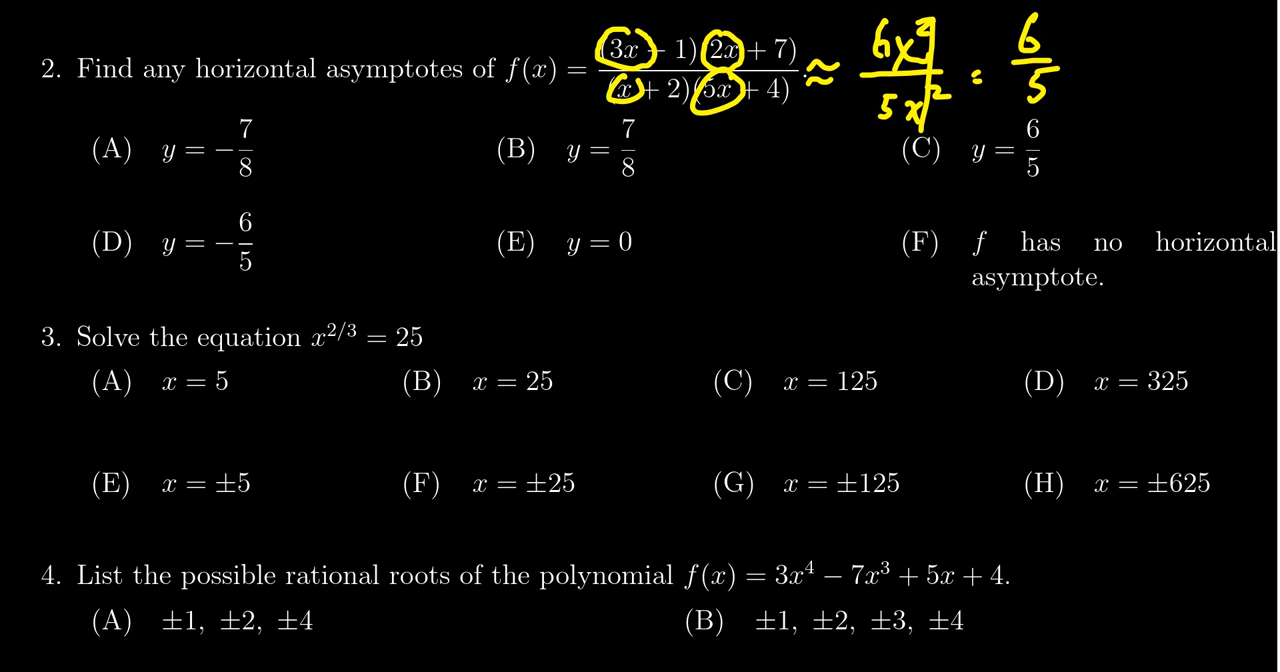 2. Find any horizontal asymptotes of f(x) = (3x − 1)(2x + 7) / (x + 2)(5x + 4). ≈ 6x² / 5x² = 6/5
(A) y = −7/8 (B) y = 7/8 (C) y = 6/5
(D) y = −6/5 (E) y = 0 (F) f has no horizontal
asymptote.
3. Solve the equation x^{2/3} = 25
(A) x = 5 (B) x = 25 (C) x = 125 (D) x = 325
(E) x = ±5 (F) x = ±25 (G) x = ±125 (H) x = ±625
4. List the possible rational roots of the polynomial f(x) = 3x⁴ − 7x³ + 5x + 4.
(A) ±1, ±2, ±4 (B) ±1, ±2, ±3, ±4